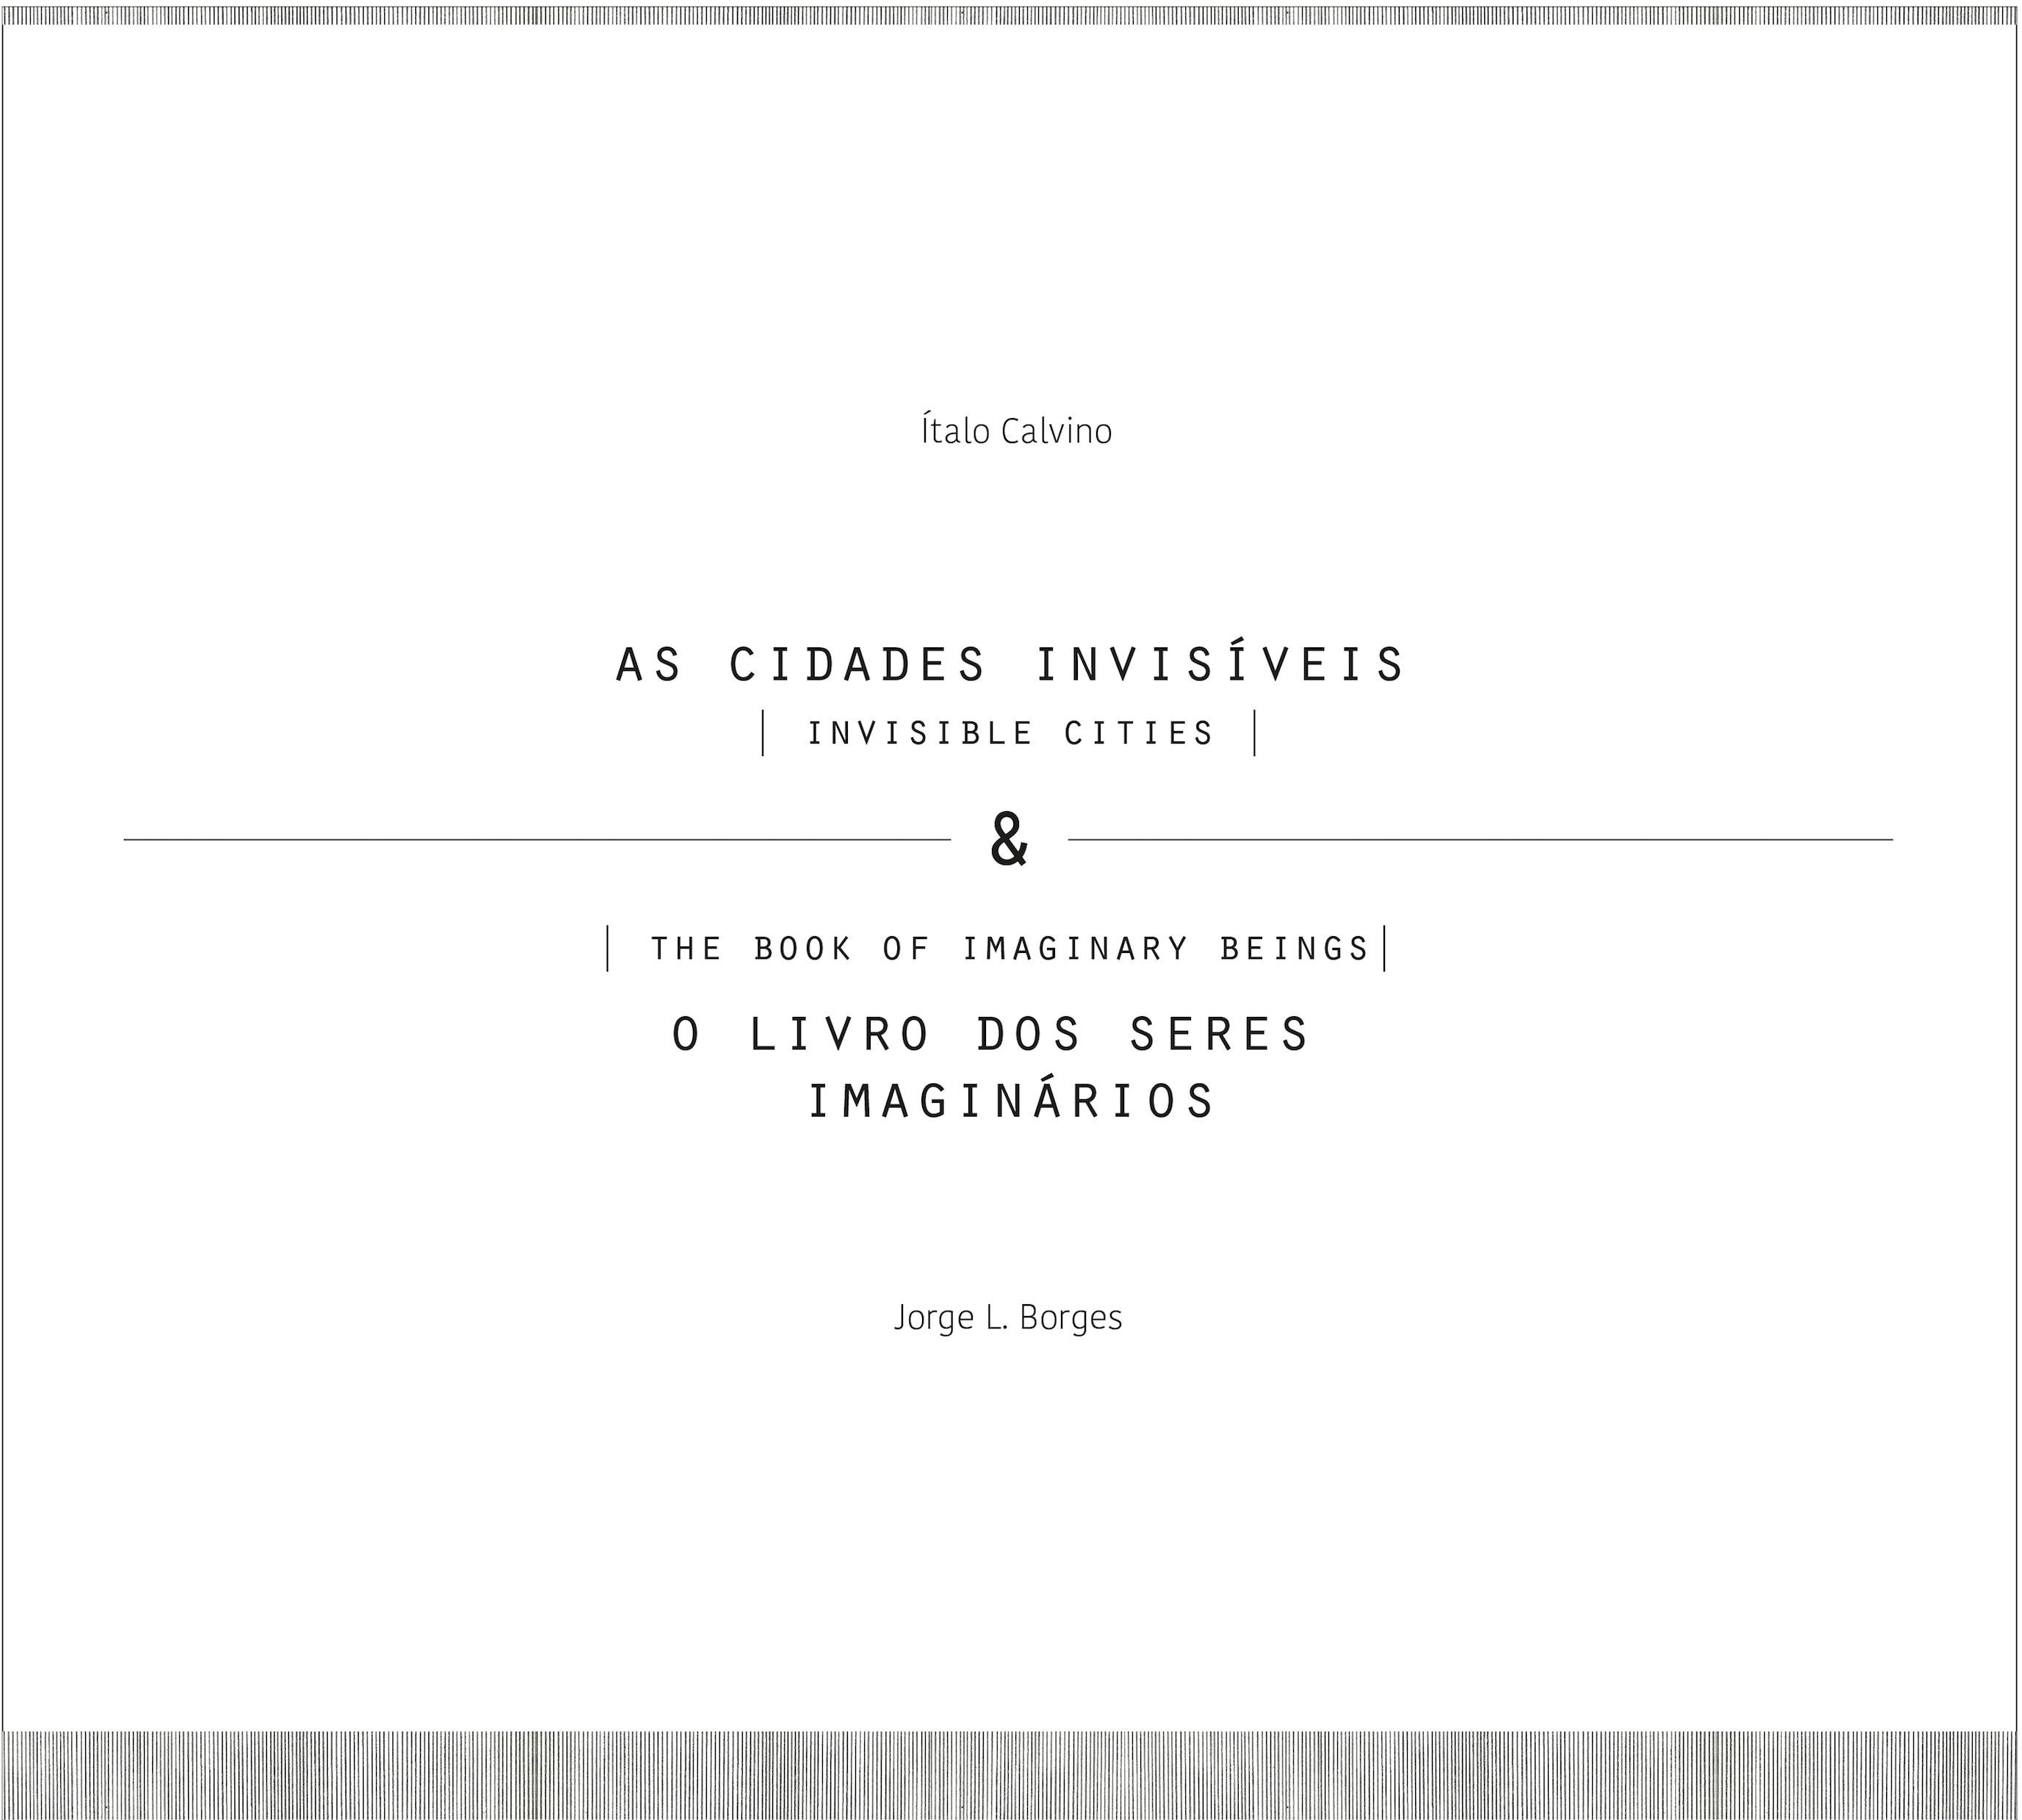 Ítalo Calvino
AS CIDADES INVISÍVEIS
| INVISIBLE CITIES |
&
| THE BOOK OF IMAGINARY BEINGS|
O LIVRO DOS SERES
IMAGINÁRIOS
Jorge L. Borges